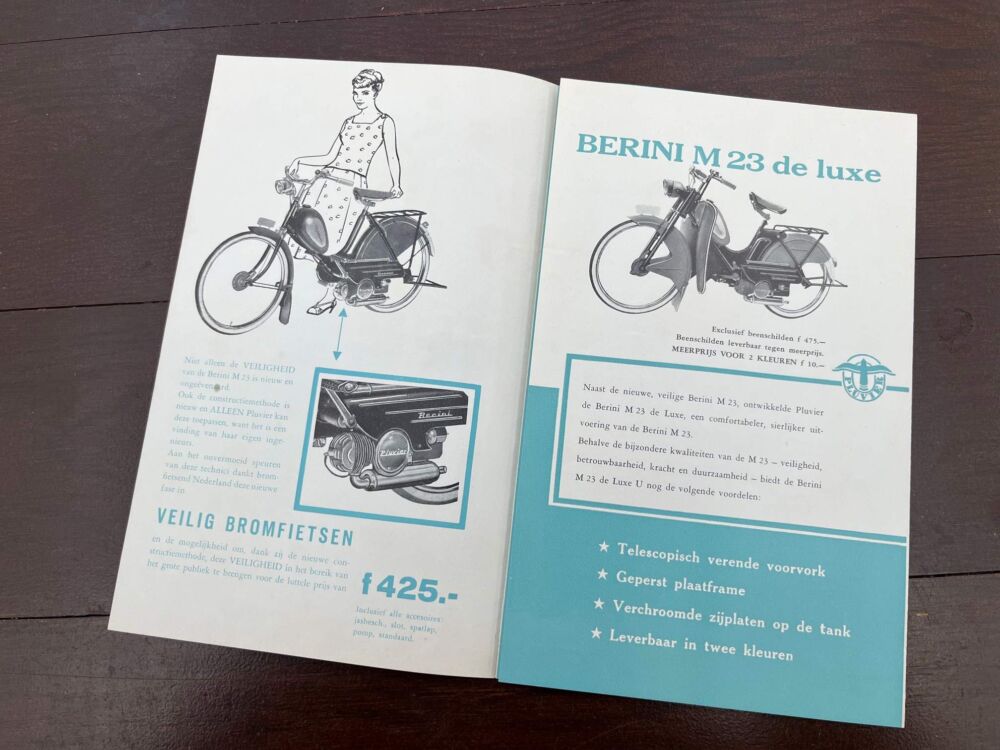 Niet alleen de VEILIGHEID
van de Berini M 23 is nieuw en
ongeëvenaard.
Ook de constructiemethode is
nieuw en ALLEEN Pluvier kan
deze toepassen, want het is een
vinding van haar eigen inge-
nieurs.
Aan het onvermoeid speuren
van deze technici dankt brom-
fietsend Nederland deze nieuwe
fase in
VEILIG BROMFIETSEN
en de mogelijkheid om, dank zij de nieuwe con-
structiemethode, deze VEILIGHEID in het bereik van
het grote publiek te brengen voor de luttele prijs van
f 425.-
Inclusief alle accesoires:
jasbesch., slot, spatlap,
pomp, standaard.
Berini
Pluvier
BERINI M 23 de luxe
Exclusief beenschilden f 475.—
Beenschilden leverbaar tegen meerprijs.
MEERPRIJS VOOR 2 KLEUREN f 10.—
PLUVIER
Naast de nieuwe, veilige Berini M 23, ontwikkelde Pluvier
de Berini M 23 de Luxe, een comfortabeler, sierlijker uit-
voering van de Berini M 23.
Behalve de bijzondere kwaliteiten van de M 23 – veiligheid,
betrouwbaarheid, kracht en duurzaamheid – biedt de Berini
M 23 de Luxe U nog de volgende voordelen:
★ Telescopisch verende voorvork
★ Geperst plaatframe
★ Verchroomde zijplaten op de tank
★ Leverbaar in twee kleuren